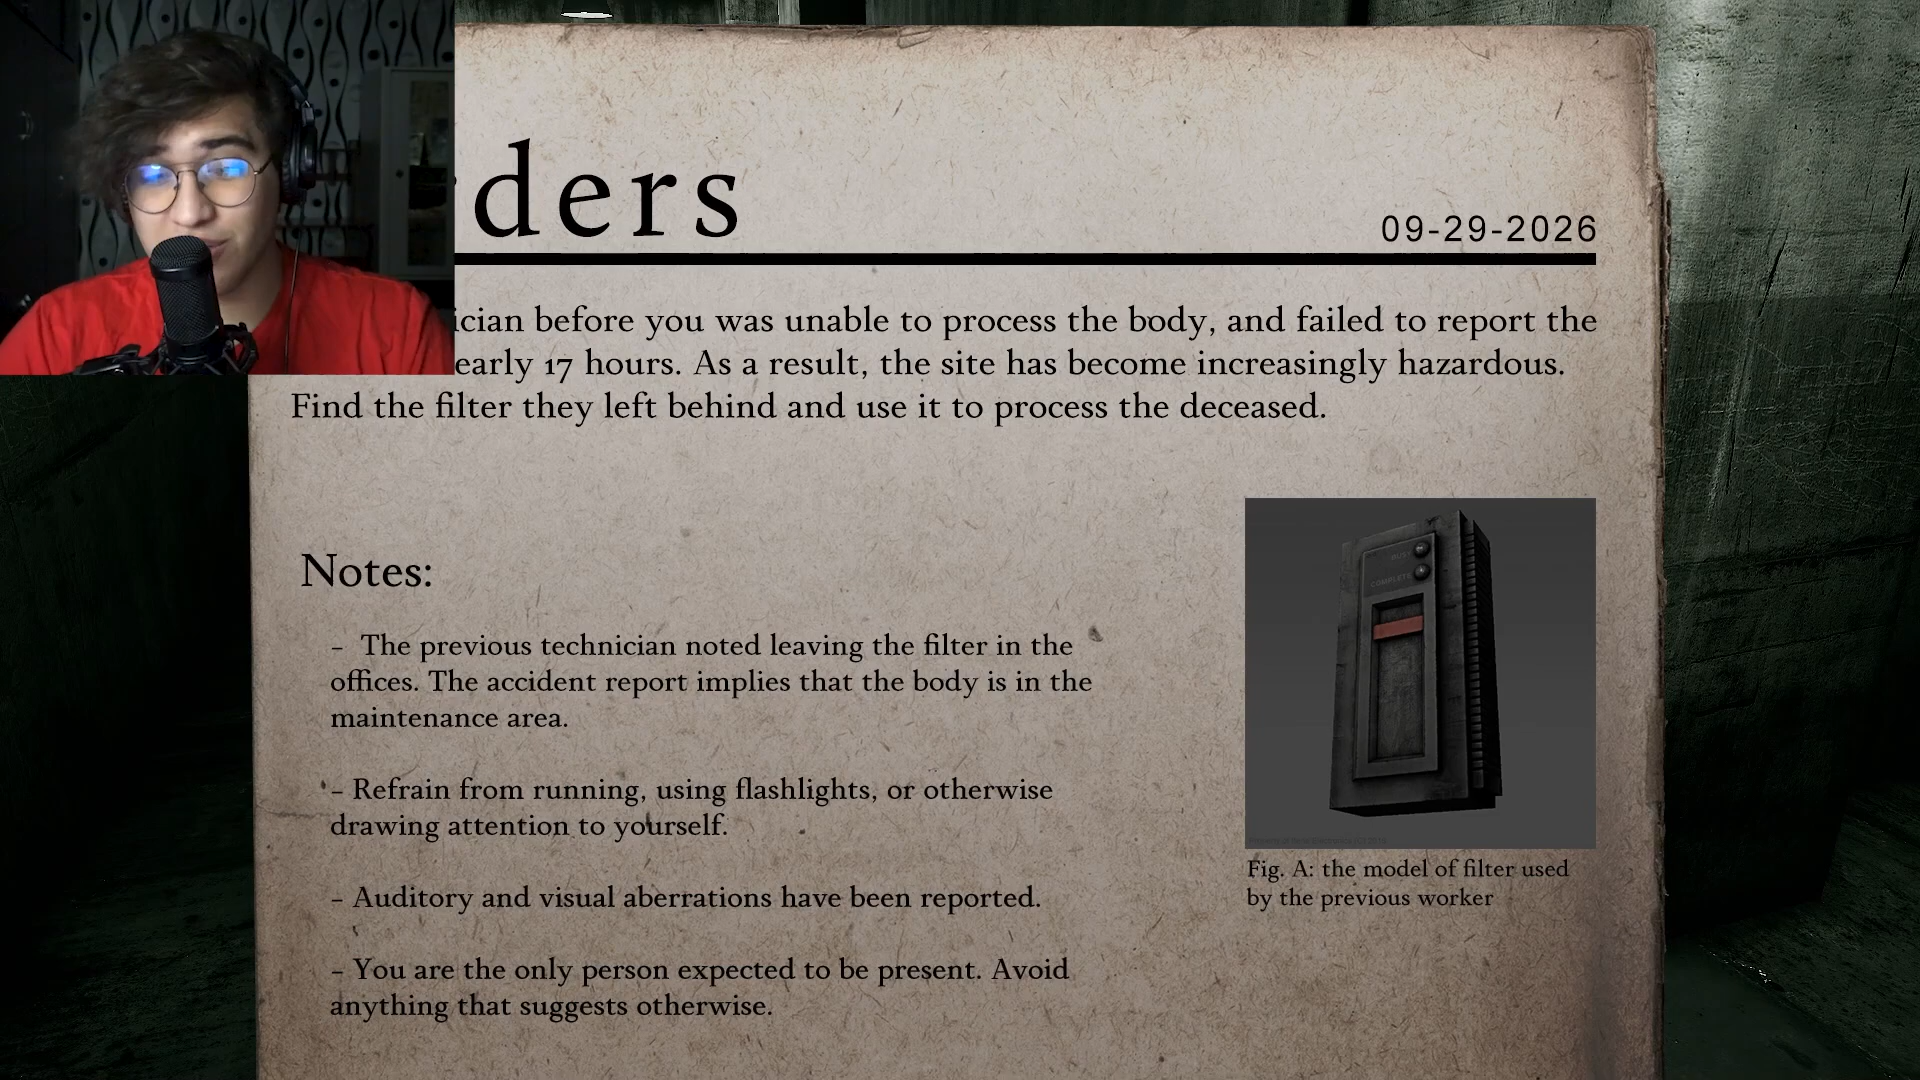 ders
09-29-2026
before you was unable to process the body, and failed to report the
17 hours. As a result, the site has become increasingly hazardous.
Find the filter they left behind and use it to process the deceased.
Notes:
- The previous technician noted leaving the filter in the
offices. The accident report implies that the body is in the
maintenance area.
- Refrain from running, using flashlights, or otherwise
drawing attention to yourself.
- Auditory and visual aberrations have been reported.
- You are the only person expected to be present. Avoid
anything that suggests otherwise.
COMPLETE
Fig. A: the model of filter used
by the previous worker